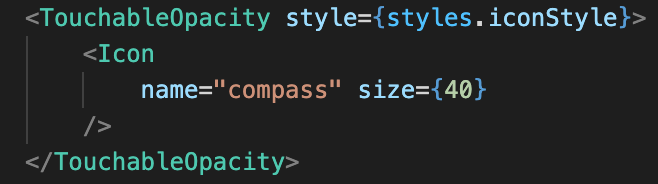 <TouchableOpacity style={styles.iconStyle}>
<Icon
name="compass" size={40}
/>
</TouchableOpacity>